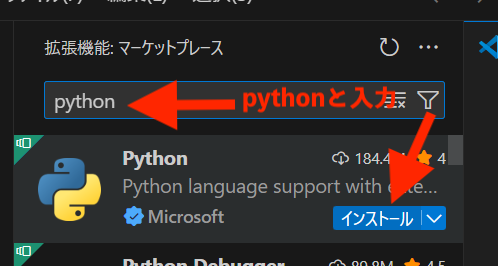 拡張機能: マーケットプレース
python
pythonと入力
Python
184.4
4
Python language support with exte...
Microsoft
インストール
Python Debugger
89.8M
4.5